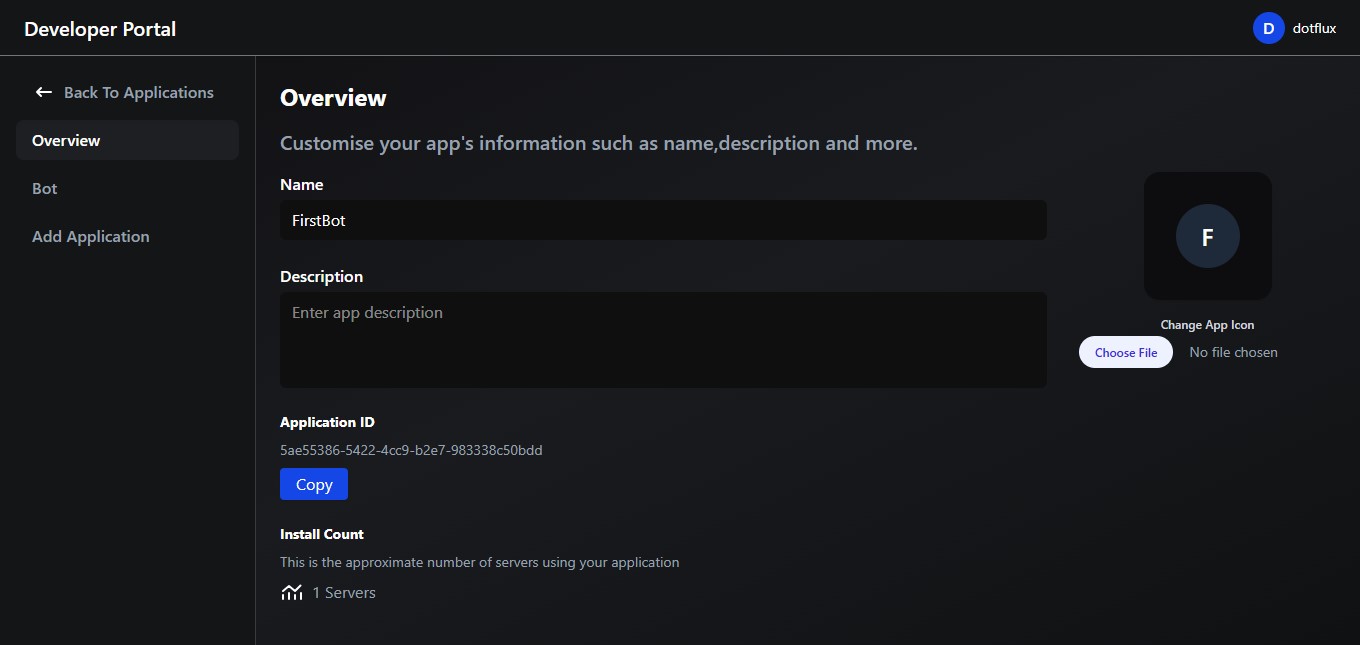 Developer Portal
D dotflux
Back To Applications
Overview
Bot
Add Application
Overview
Customise your app's information such as name,description and more.
Name
FirstBot
Description
Enter app description
F
Change App Icon
Choose File No file chosen
Application ID
5ae55386-5422-4cc9-b2e7-983338c50bdd
Copy
Install Count
This is the approximate number of servers using your application
1 Servers